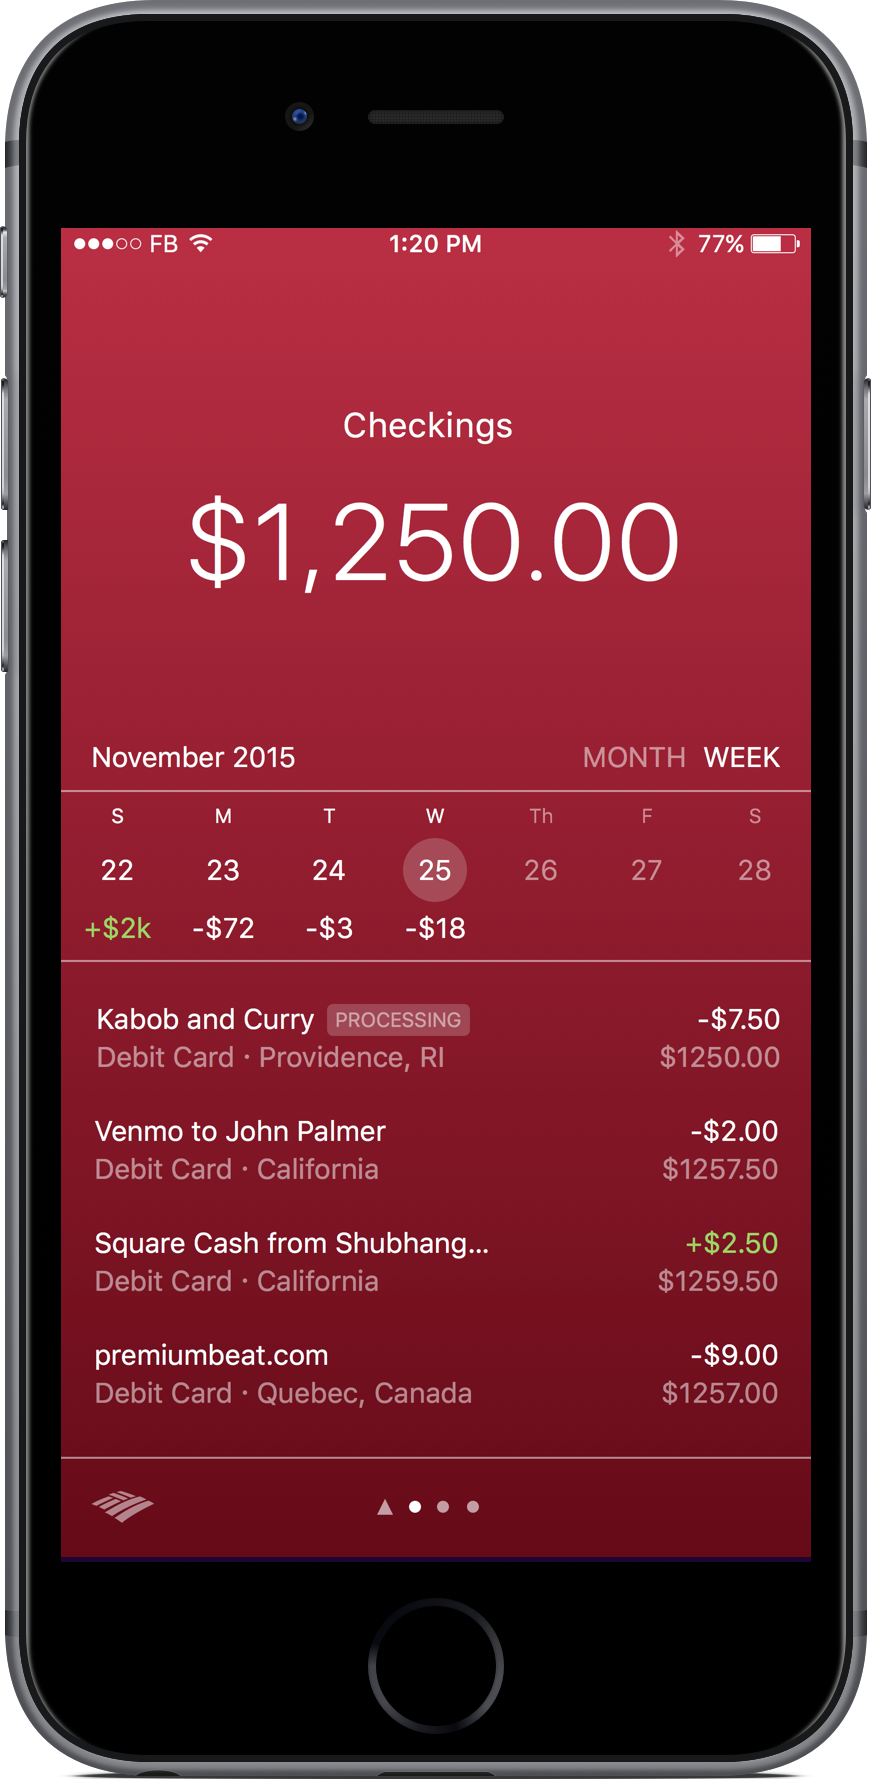 FB 1:20 PM 77%
Checkings
$1,250.00
November 2015 MONTH WEEK
S M T W Th F S
22 23 24 25 26 27 28
+$2k -$72 -$3 -$18
Kabob and Curry PROCESSING -$7.50
Debit Card · Providence, RI $1250.00
Venmo to John Palmer -$2.00
Debit Card · California $1257.50
Square Cash from Shubhang... +$2.50
Debit Card · California $1259.50
premiumbeat.com -$9.00
Debit Card · Quebec, Canada $1257.00